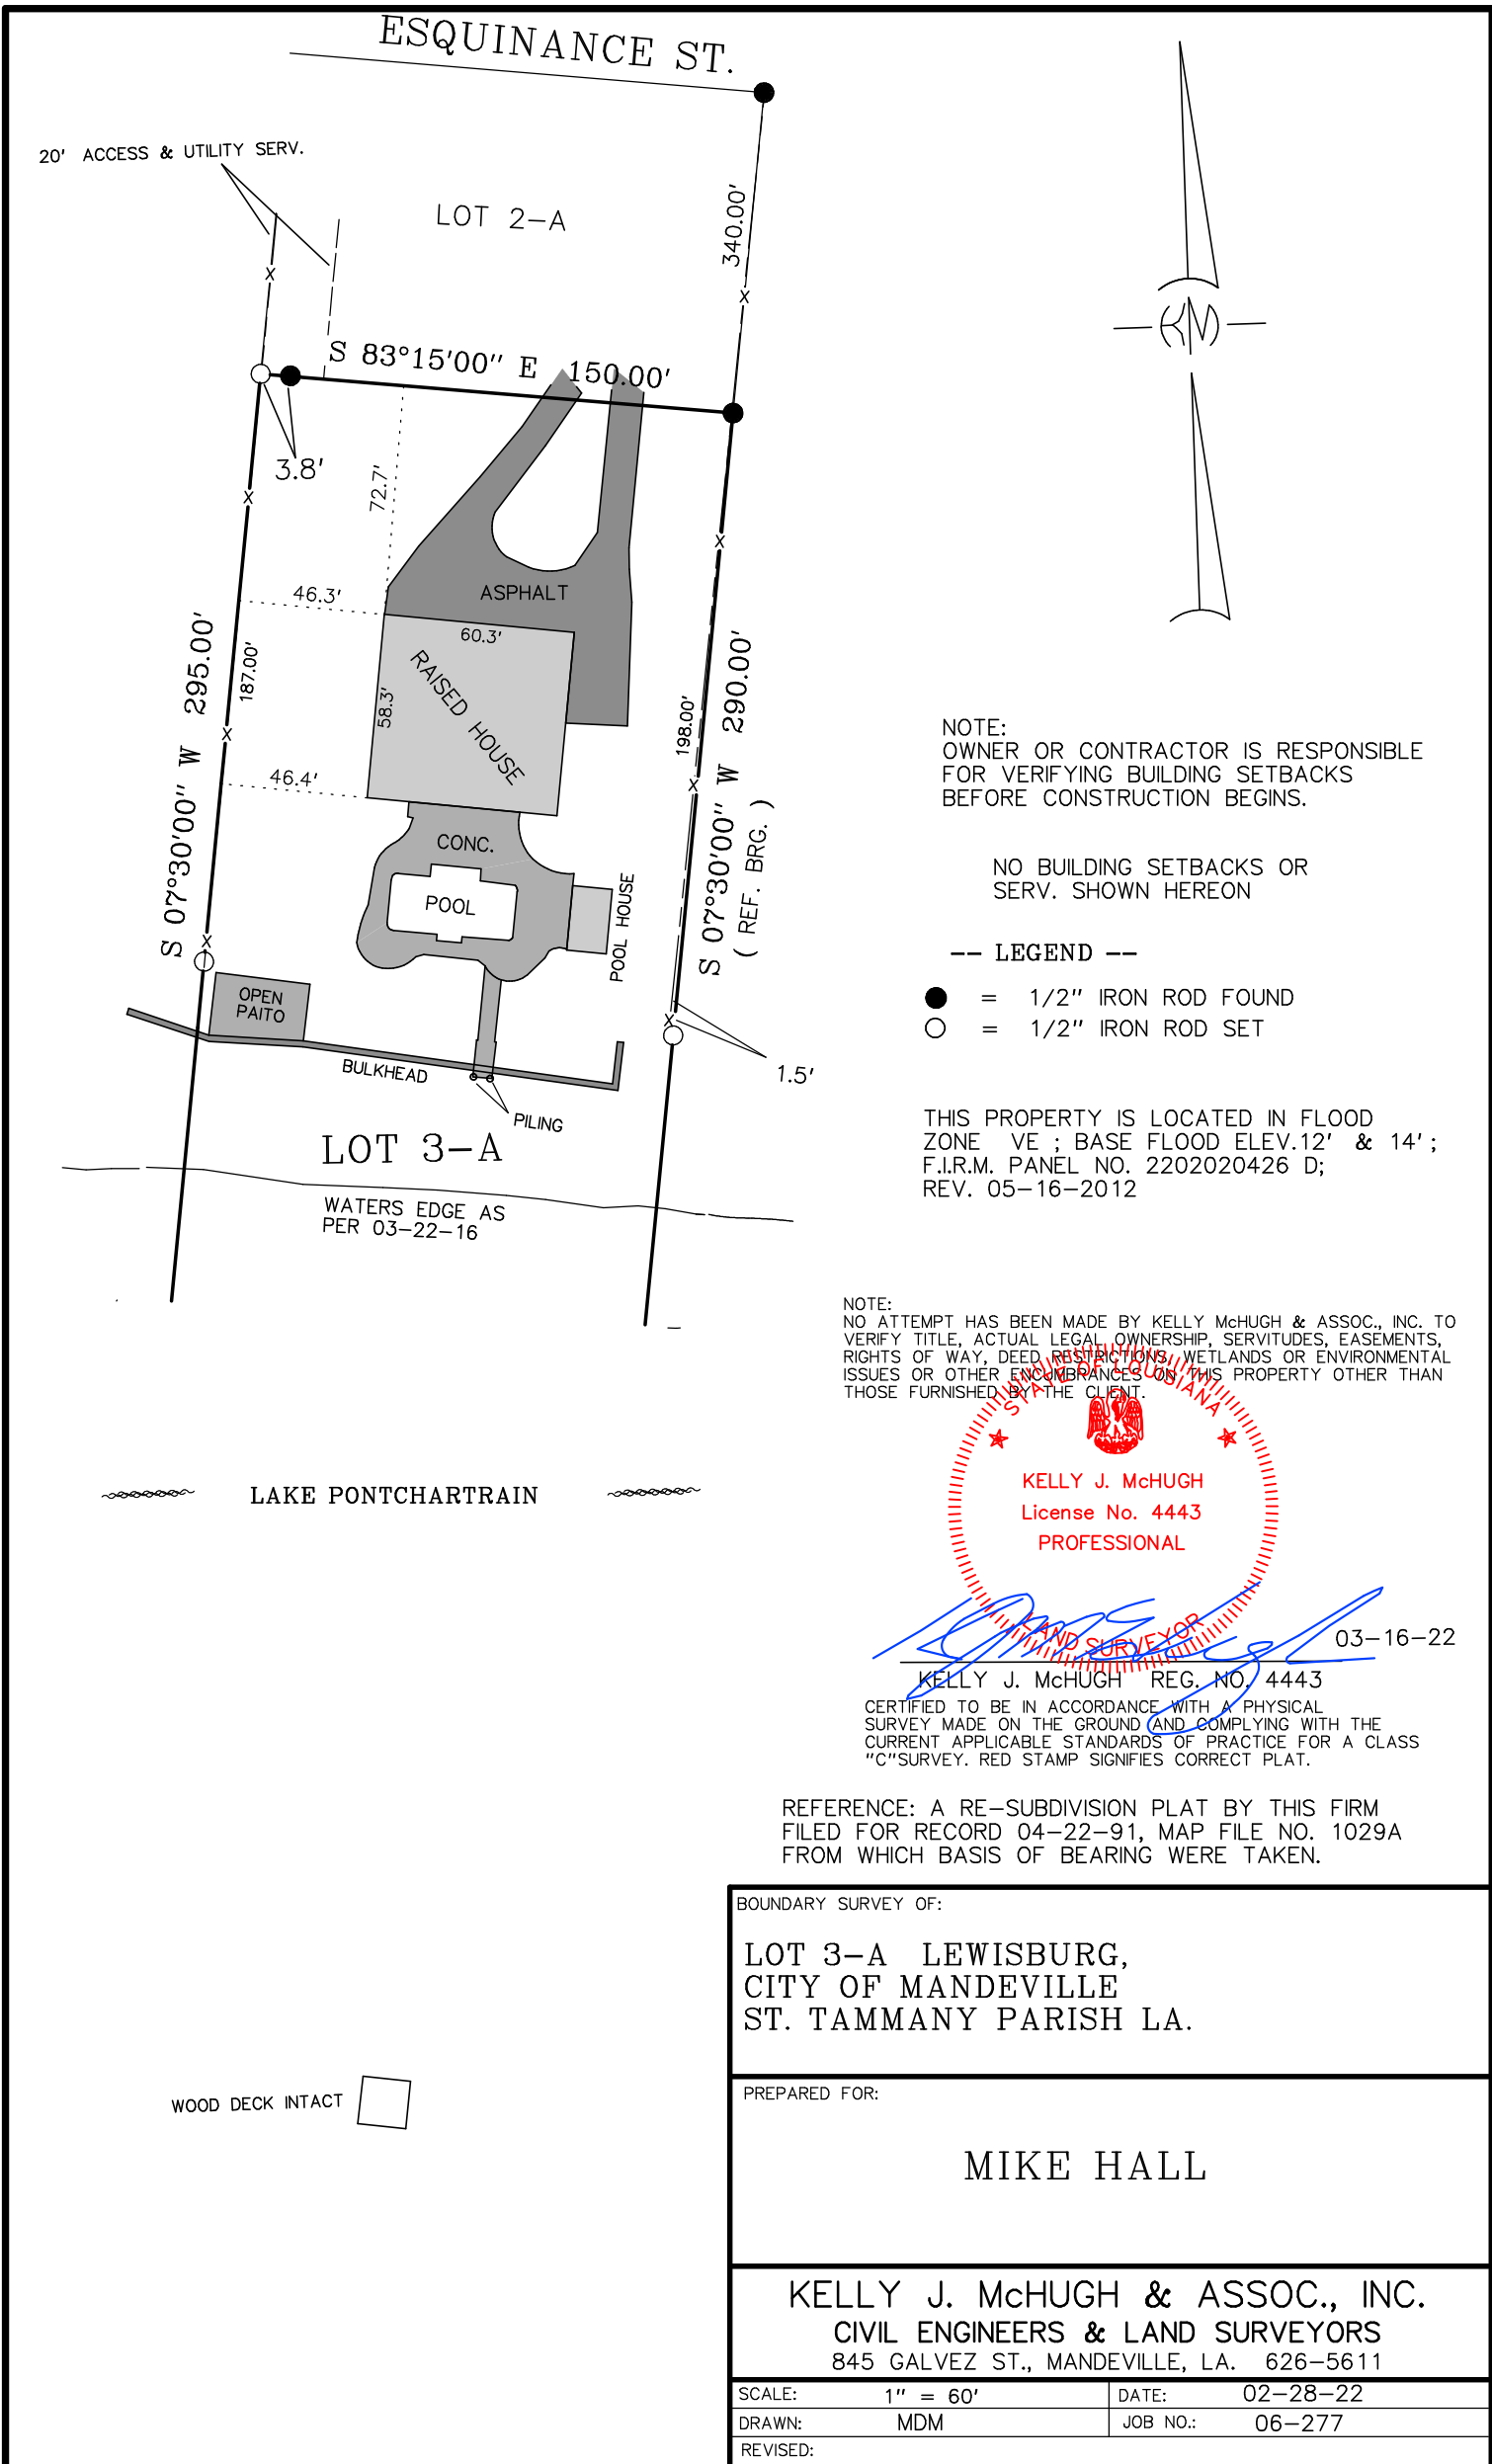 ESQUINANCE ST.
20' ACCESS & UTILITY SERV.
LOT 2-A
340.00'
S 83°15'00" E 150.00'
3.8'
72.7'
46.3'
ASPHALT
60.3'
RAISED HOUSE
58.3'
S 07°30'00" W 295.00'
187.00'
46.4'
198.00'
S 07°30'00" W 290.00'
( REF. BRG. )
CONC.
POOL
POOL HOUSE
OPEN
PAITO
BULKHEAD
PILING
1.5'
LOT 3-A
WATERS EDGE AS
PER 03-22-16
LAKE PONTCHARTRAIN
WOOD DECK INTACT
N
NOTE:
OWNER OR CONTRACTOR IS RESPONSIBLE
FOR VERIFYING BUILDING SETBACKS
BEFORE CONSTRUCTION BEGINS.
NO BUILDING SETBACKS OR
SERV. SHOWN HEREON
-- LEGEND --
= 1/2" IRON ROD FOUND
= 1/2" IRON ROD SET
THIS PROPERTY IS LOCATED IN FLOOD
ZONE VE ; BASE FLOOD ELEV.12' & 14' ;
F.I.R.M. PANEL NO. 2202020426 D;
REV. 05-16-2012
NOTE:
NO ATTEMPT HAS BEEN MADE BY KELLY McHUGH & ASSOC., INC. TO
VERIFY TITLE, ACTUAL LEGAL OWNERSHIP, SERVITUDES, EASEMENTS,
RIGHTS OF WAY, DEED RESTRICTIONS, WETLANDS OR ENVIRONMENTAL
ISSUES OR OTHER ENCUMBRANCES ON THIS PROPERTY OTHER THAN
THOSE FURNISHED BY THE CLIENT.
STATE OF LOUISIANA
KELLY J. McHUGH
License No. 4443
PROFESSIONAL
LAND SURVEYOR
03-16-22
KELLY J. McHUGH REG. NO. 4443
CERTIFIED TO BE IN ACCORDANCE WITH A PHYSICAL
SURVEY MADE ON THE GROUND AND COMPLYING WITH THE
CURRENT APPLICABLE STANDARDS OF PRACTICE FOR A CLASS
"C"SURVEY. RED STAMP SIGNIFIES CORRECT PLAT.
REFERENCE: A RE-SUBDIVISION PLAT BY THIS FIRM
FILED FOR RECORD 04-22-91, MAP FILE NO. 1029A
FROM WHICH BASIS OF BEARING WERE TAKEN.
BOUNDARY SURVEY OF:
LOT 3-A LEWISBURG,
CITY OF MANDEVILLE
ST. TAMMANY PARISH LA.
PREPARED FOR:
MIKE HALL
KELLY J. McHUGH & ASSOC., INC.
CIVIL ENGINEERS & LAND SURVEYORS
845 GALVEZ ST., MANDEVILLE, LA. 626-5611
SCALE: 1" = 60' DATE: 02-28-22
DRAWN: MDM JOB NO.: 06-277
REVISED: